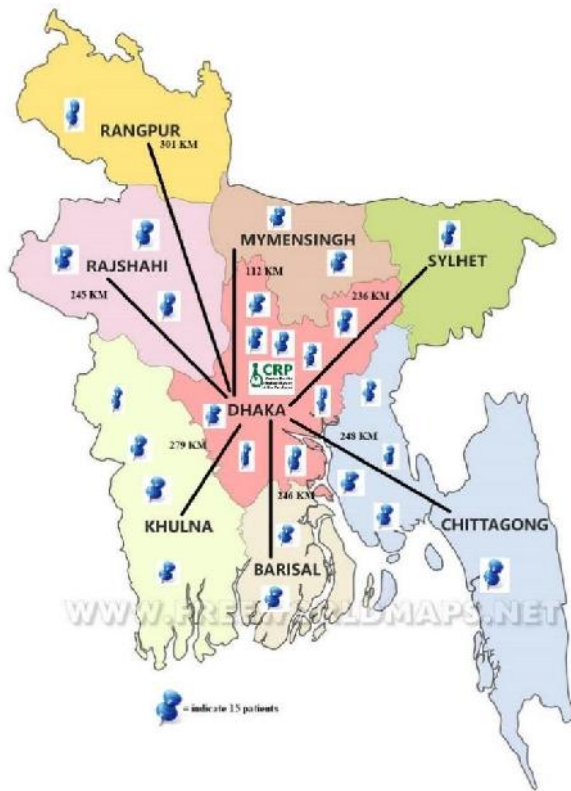 RANGPUR
301 KM
MYMENSINGH
SYLHET
RAJSHAHI
112 KM
245 KM
236 KM
CRP
DHAKA
279 KM
248 KM
246 KM
KHULNA
CHITTAGONG
BARISAL
WWW.FREEWORLDMAPS.NET
= indicate 15 patients